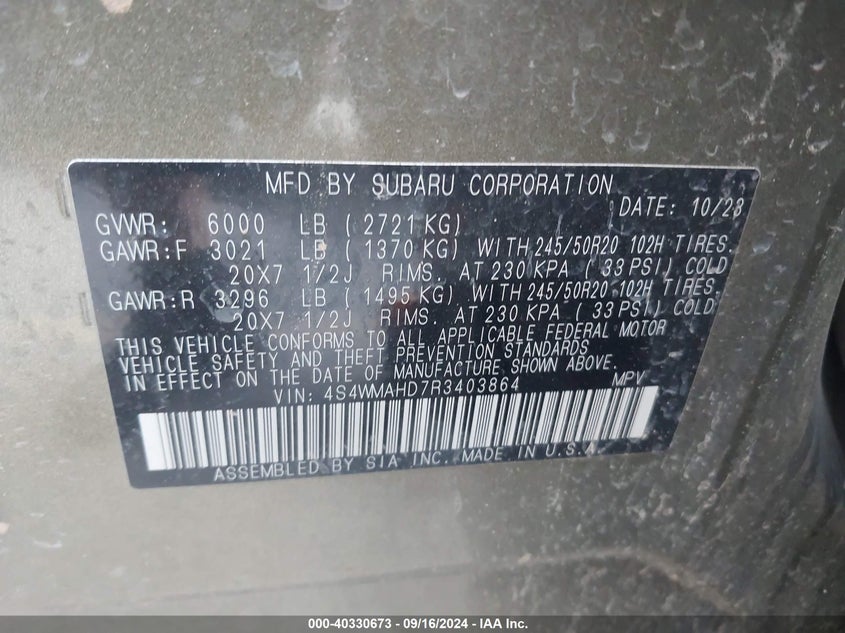 MFD BY SUBARU CORPORATION
DATE: 10/23
GVWR: 6000 LB ( 2721 KG)
GAWR:F 3021 LB ( 1370 KG) WITH 245/50R20 102H TIRES,
20X7 1/2J RIMS, AT 230 KPA ( 33 PSI) COLD
GAWR:R 3296 LB ( 1495 KG) WITH 245/50R20 102H TIRES,
20X7 1/2J RIMS, AT 230 KPA ( 33 PSI) COLD
THIS VEHICLE CONFORMS TO ALL APPLICABLE FEDERAL MOTOR
VEHICLE SAFETY AND THEFT PREVENTION STANDARDS
IN EFFECT ON THE DATE OF MANUFACTURE SHOWN ABOVE.
VIN: 4S4WMAHD7R3403864 MPV
ASSEMBLED BY SIA INC. MADE IN U.S.A
000-40330673 - 09/16/2024 - IAA Inc.